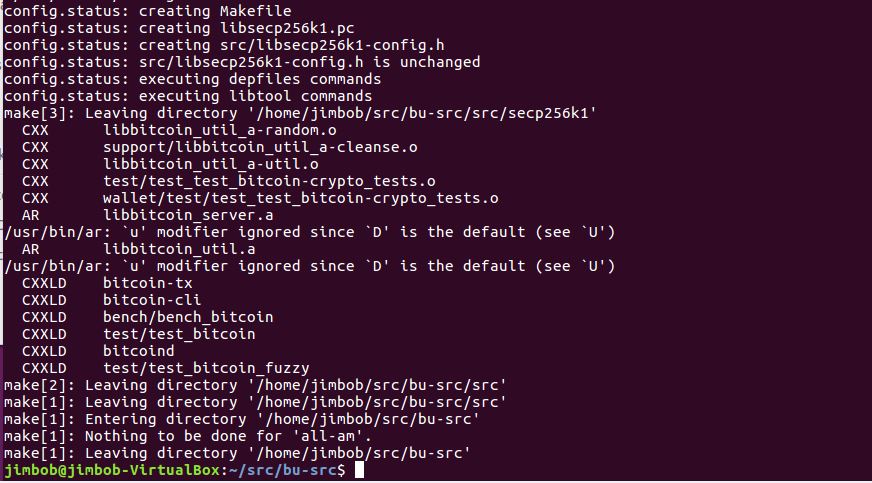 config.status: creating Makefile
config.status: creating libsecp256k1.pc
config.status: creating src/libsecp256k1-config.h
config.status: src/libsecp256k1-config.h is unchanged
config.status: executing depfiles commands
config.status: executing libtool commands
make[3]: Leaving directory '/home/jimbob/src/bu-src/src/secp256k1'
  CXX      libbitcoin_util_a-random.o
  CXX      support/libbitcoin_util_a-cleanse.o
  CXX      libbitcoin_util_a-util.o
  CXX      test/test_test_bitcoin-crypto_tests.o
  CXX      wallet/test/test_test_bitcoin-crypto_tests.o
  AR       libbitcoin_server.a
/usr/bin/ar: `u' modifier ignored since `D' is the default (see `U')
  AR       libbitcoin_util.a
/usr/bin/ar: `u' modifier ignored since `D' is the default (see `U')
  CXXLD    bitcoin-tx
  CXXLD    bitcoin-cli
  CXXLD    bench/bench_bitcoin
  CXXLD    test/test_bitcoin
  CXXLD    bitcoind
  CXXLD    test/test_bitcoin_fuzzy
make[2]: Leaving directory '/home/jimbob/src/bu-src/src'
make[1]: Leaving directory '/home/jimbob/src/bu-src/src'
make[1]: Entering directory '/home/jimbob/src/bu-src'
make[1]: Nothing to be done for 'all-am'.
make[1]: Leaving directory '/home/jimbob/src/bu-src'
jimbob@jimbob-VirtualBox:~/src/bu-src$